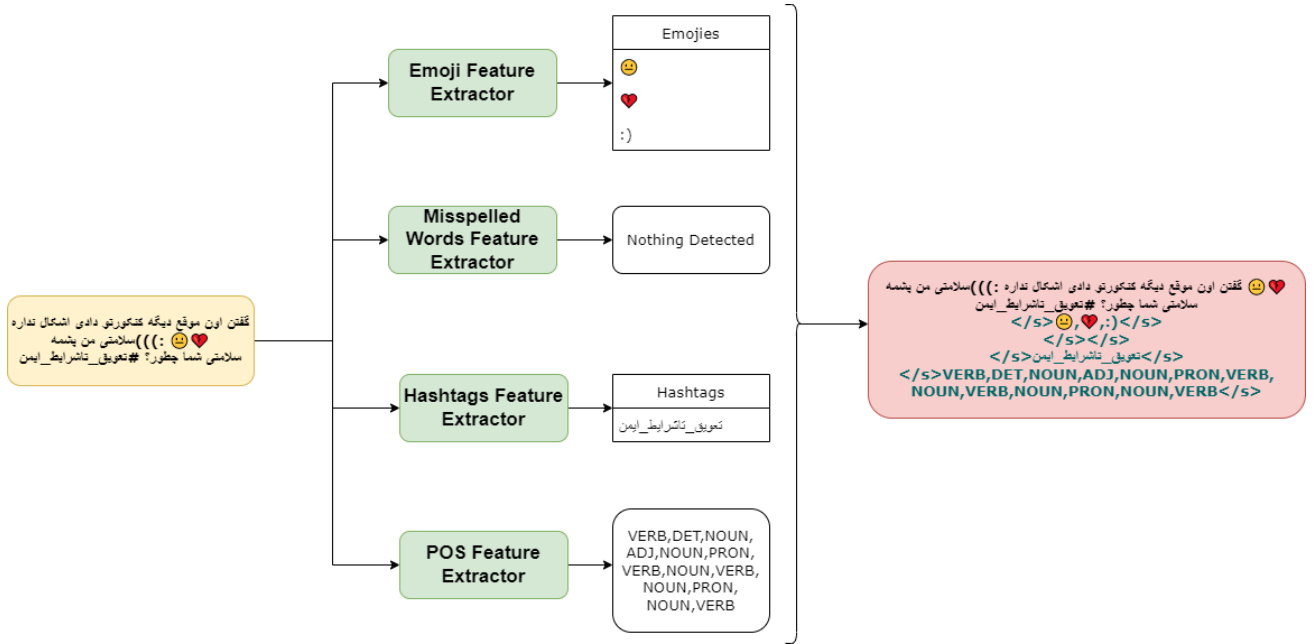 گفتن اون موقع دیگه کنکورتو دادی اشکال نداره
💔😐 :)))سلامتی من پشمه
سلامتی شما چطور؟ #تعویق_تاشرایط_ایمن
Emoji Feature
Extractor
Emojies
😐
💔
:)
Misspelled
Words Feature
Extractor
Nothing Detected
Hashtags Feature
Extractor
Hashtags
تعویق_تاشرایط_ایمن
POS Feature
Extractor
VERB,DET,NOUN,
ADJ,NOUN,PRON,
VERB,NOUN,VERB,
NOUN,PRON,
NOUN,VERB
💔😐 گفتن اون موقع دیگه کنکورتو دادی اشکال نداره :)))سلامتی من پشمه
سلامتی شما چطور؟ #تعویق_تاشرایط_ایمن
</s>😐,💔,:)</s>
</s></s>
</s>تعویق_تاشرایط_ایمن</s>
</s>VERB,DET,NOUN,ADJ,NOUN,PRON,VERB,
NOUN,VERB,NOUN,PRON,NOUN,VERB</s>